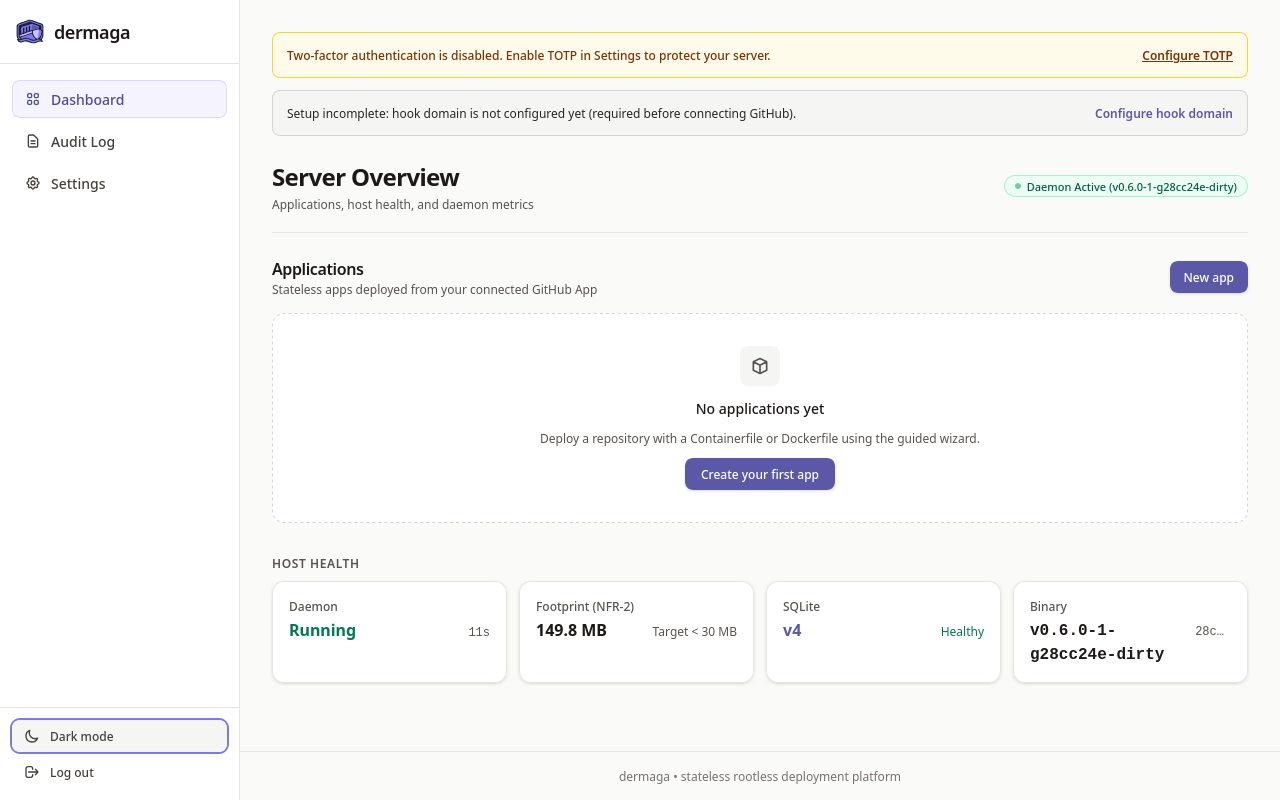 dermaga
Dashboard
Audit Log
Settings
Dark mode
Log out
Two-factor authentication is disabled. Enable TOTP in Settings to protect your server.
Configure TOTP
Setup incomplete: hook domain is not configured yet (required before connecting GitHub).
Configure hook domain
Server Overview
Applications, host health, and daemon metrics
Daemon Active (v0.6.0-1-g28cc24e-dirty)
Applications
Stateless apps deployed from your connected GitHub App
New app
No applications yet
Deploy a repository with a Containerfile or Dockerfile using the guided wizard.
Create your first app
HOST HEALTH
Daemon
Running
11s
Footprint (NFR-2)
149.8 MB
Target < 30 MB
SQLite
v4
Healthy
Binary
v0.6.0-1-
g28cc24e-dirty
28c…
dermaga • stateless rootless deployment platform